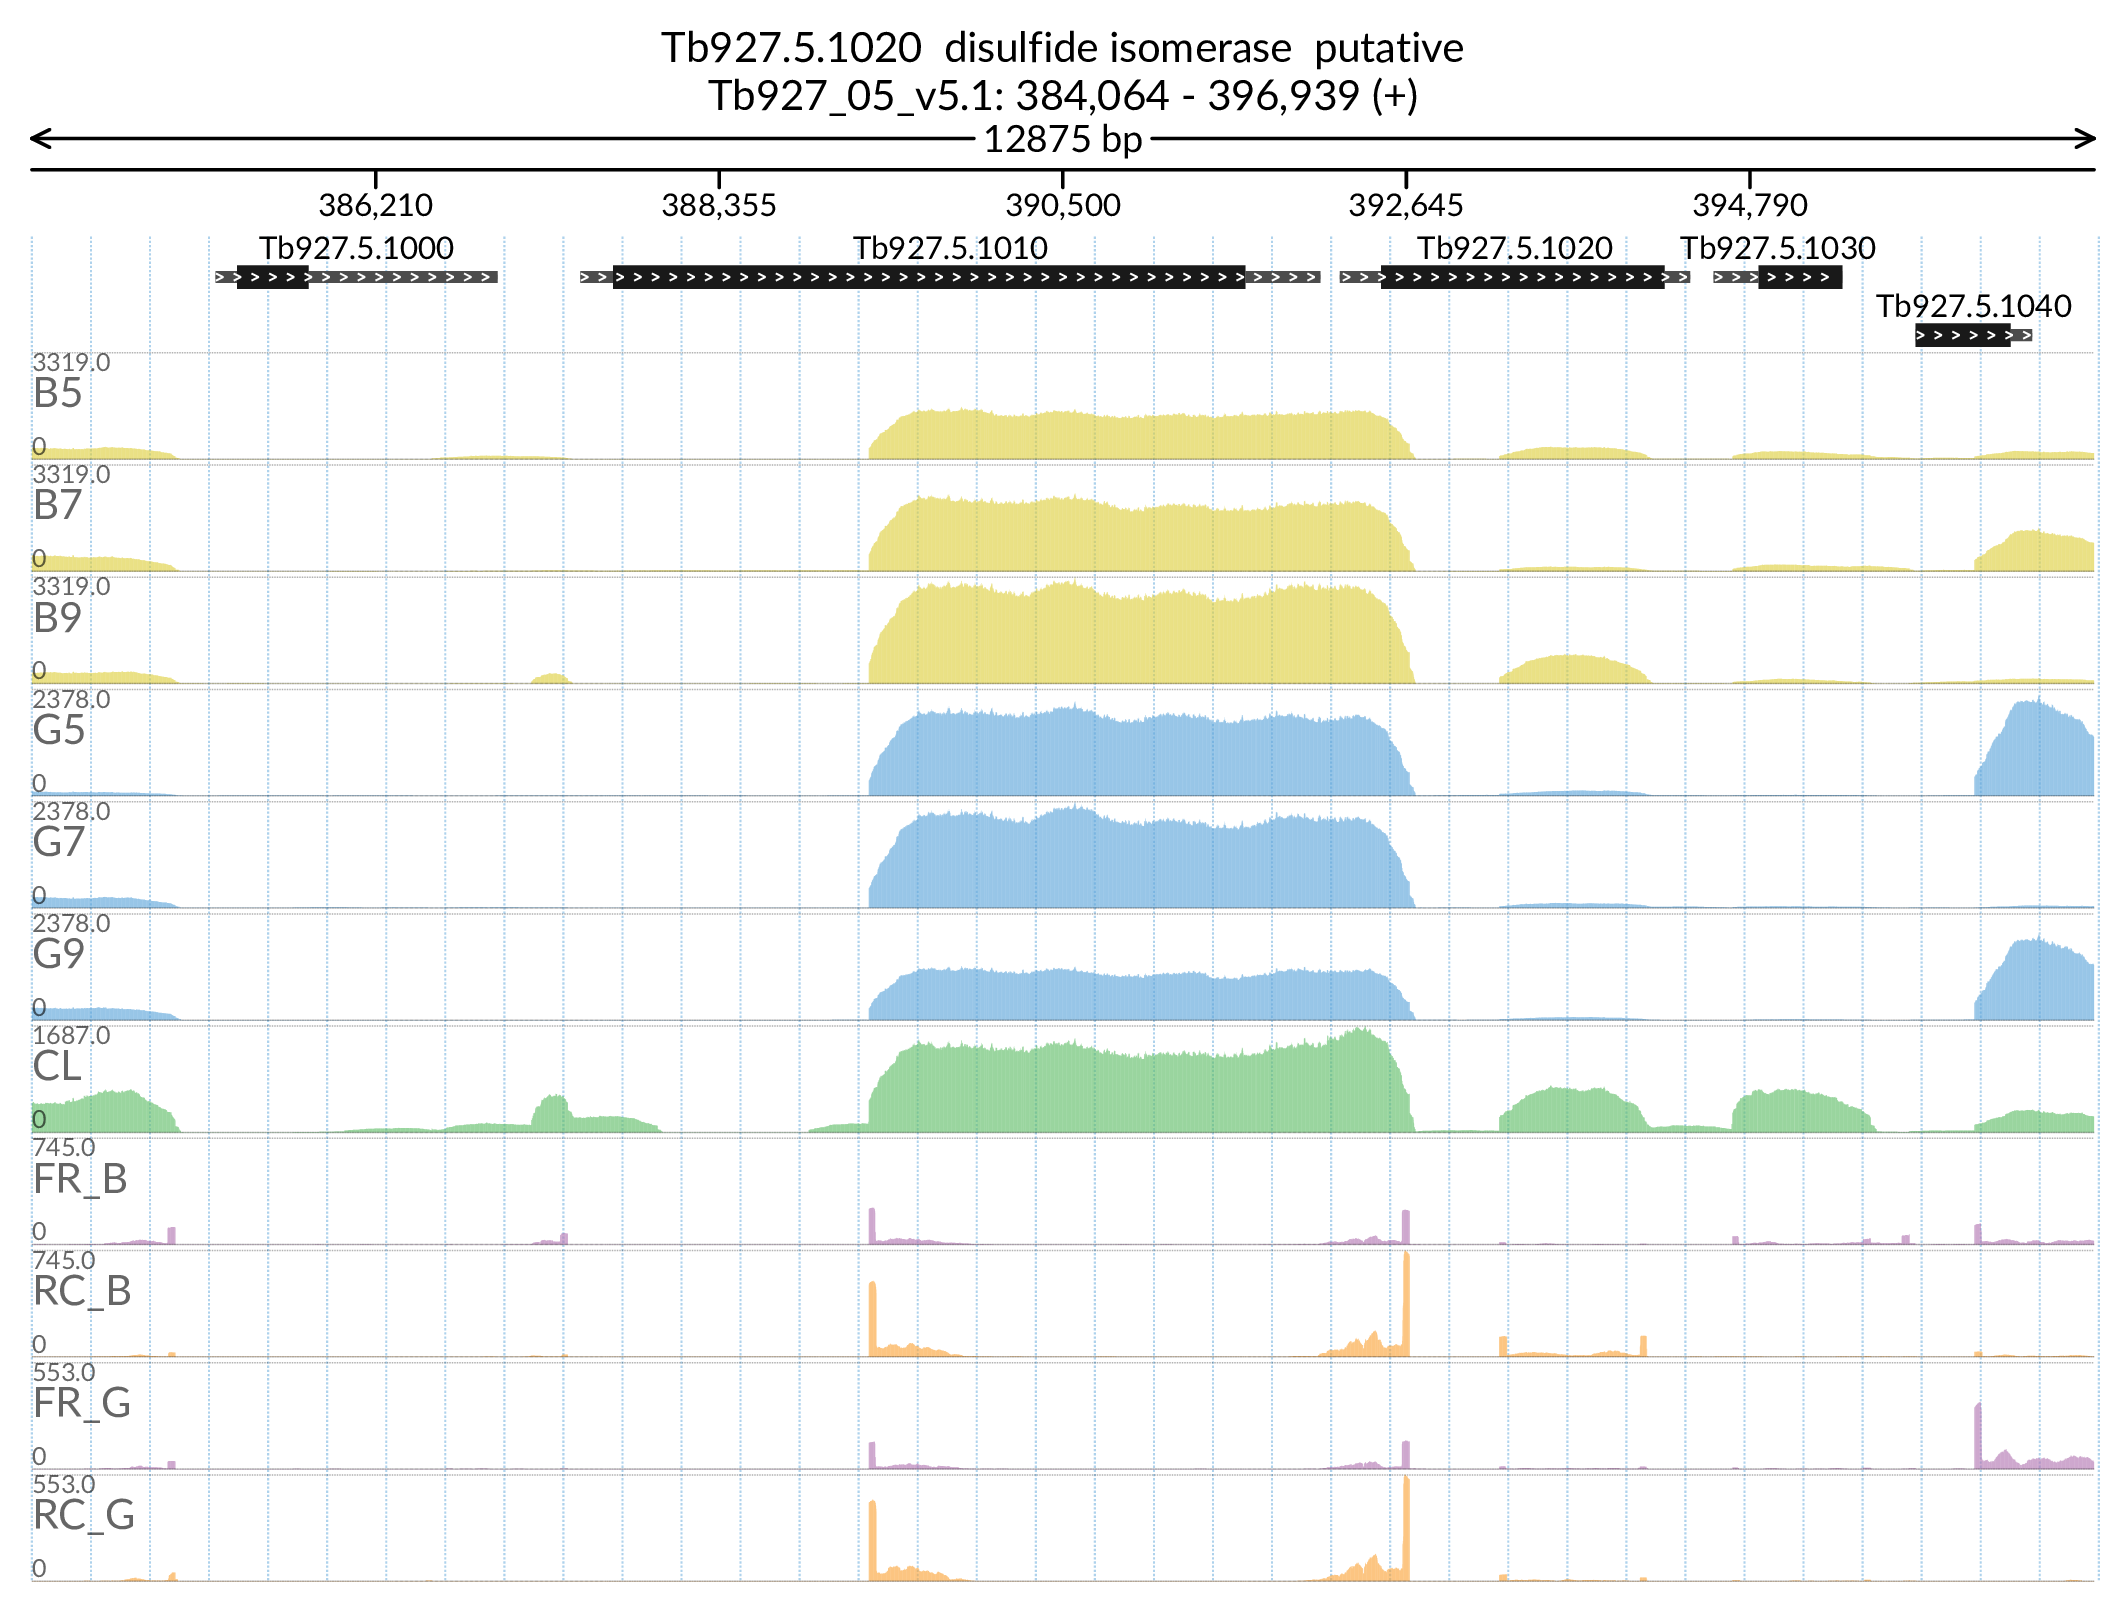 Tb927.5.1020 disulfide isomerase putative
Tb927_05_v5.1: 384,064 - 396,939 (+)
12875 bp
386,210 388,355 390,500 392,645 394,790
Tb927.5.1000 Tb927.5.1010 Tb927.5.1020 Tb927.5.1030
Tb927.5.1040
3319.0
B5
0
3319.0
B7
0
3319.0
B9
0
2378.0
G5
0
2378.0
G7
0
2378.0
G9
0
1687.0
CL
0
745.0
FR_B
0
745.0
RC_B
0
553.0
FR_G
0
553.0
RC_G
0